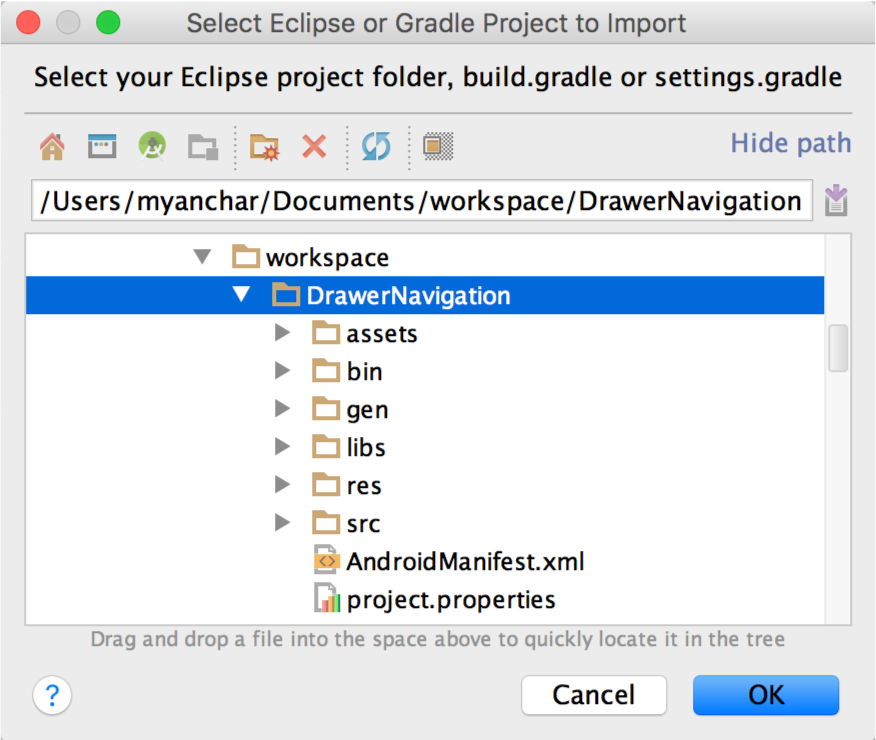 Select Eclipse or Gradle Project to Import
Select your Eclipse project folder, build.gradle or settings.gradle
Hide path
/Users/myanchar/Documents/workspace/DrawerNavigation
workspace
DrawerNavigation
assets
bin
gen
libs
res
src
AndroidManifest.xml
project.properties
Drag and drop a file into the space above to quickly locate it in the tree
? Cancel OK